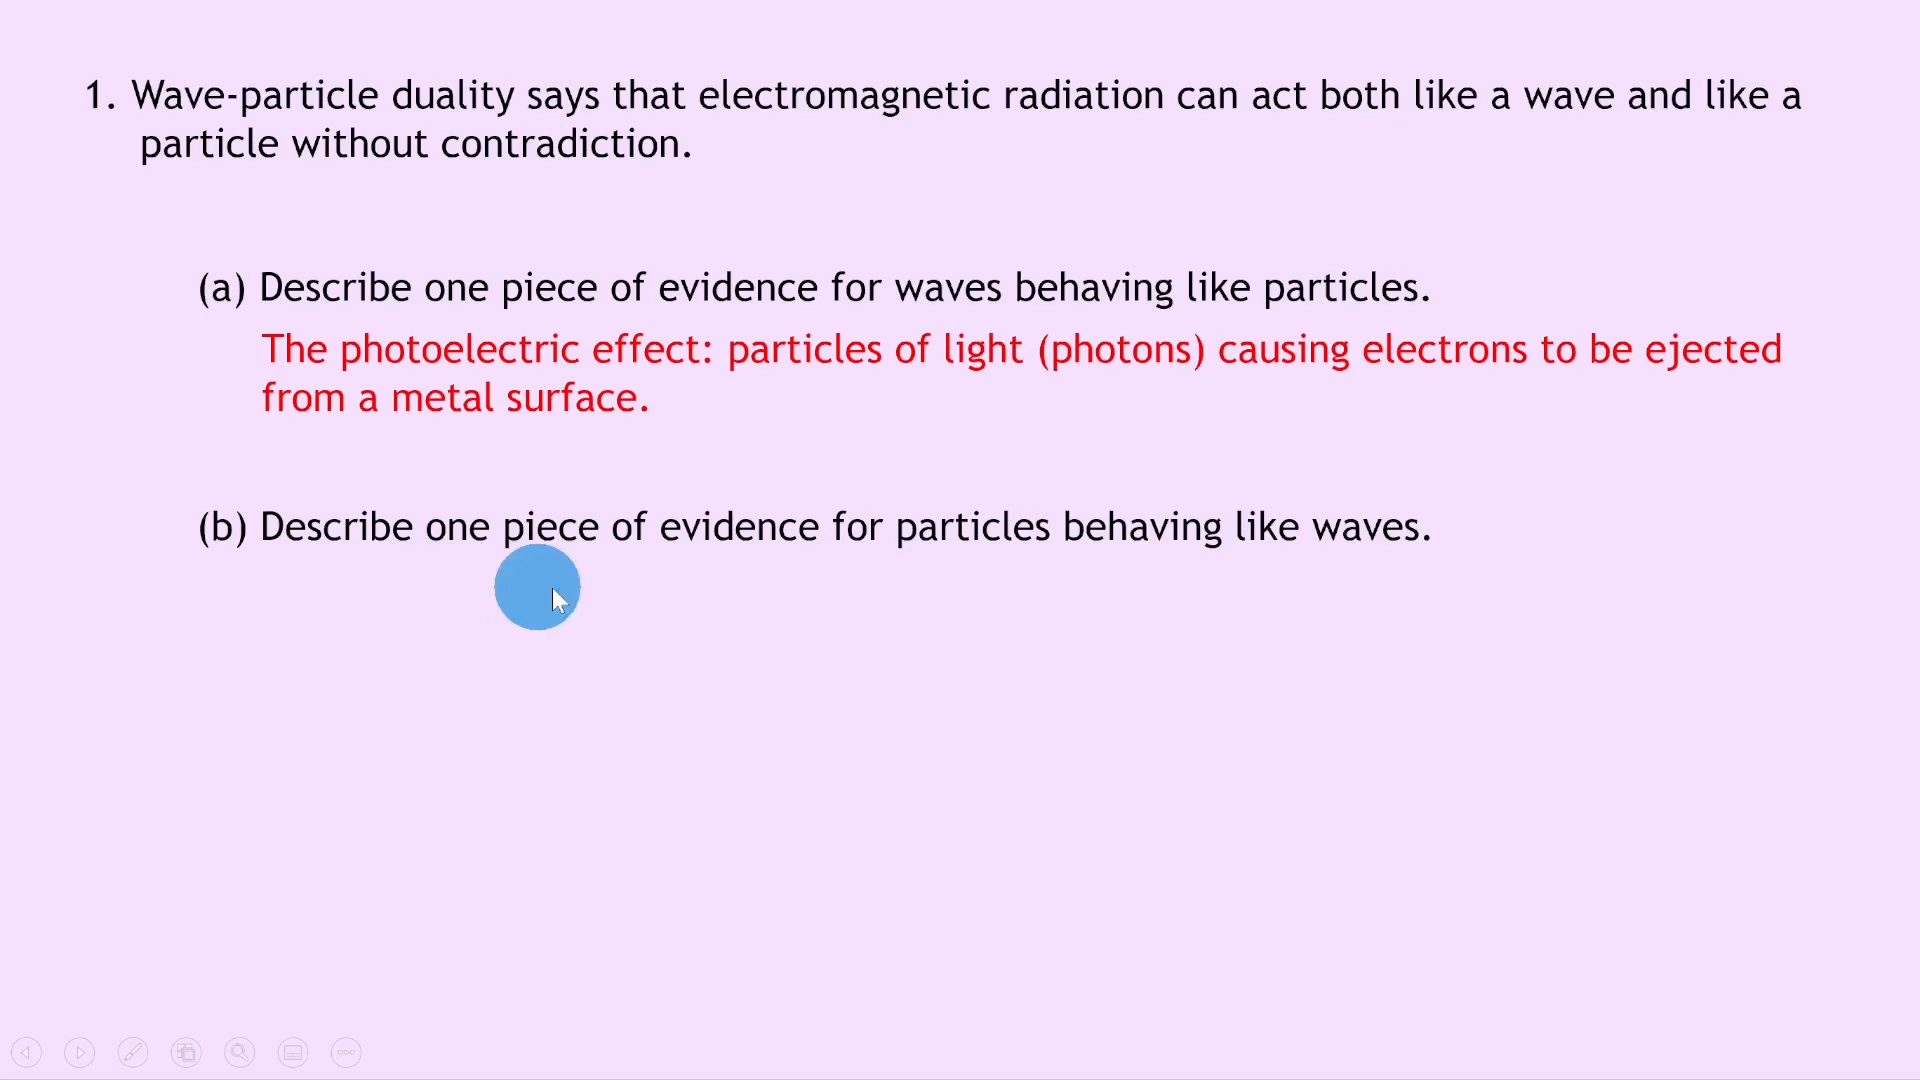 1. Wave-particle duality says that electromagnetic radiation can act both like a wave and like a
particle without contradiction.
(a) Describe one piece of evidence for waves behaving like particles.
The photoelectric effect: particles of light (photons) causing electrons to be ejected
from a metal surface.
(b) Describe one piece of evidence for particles behaving like waves.